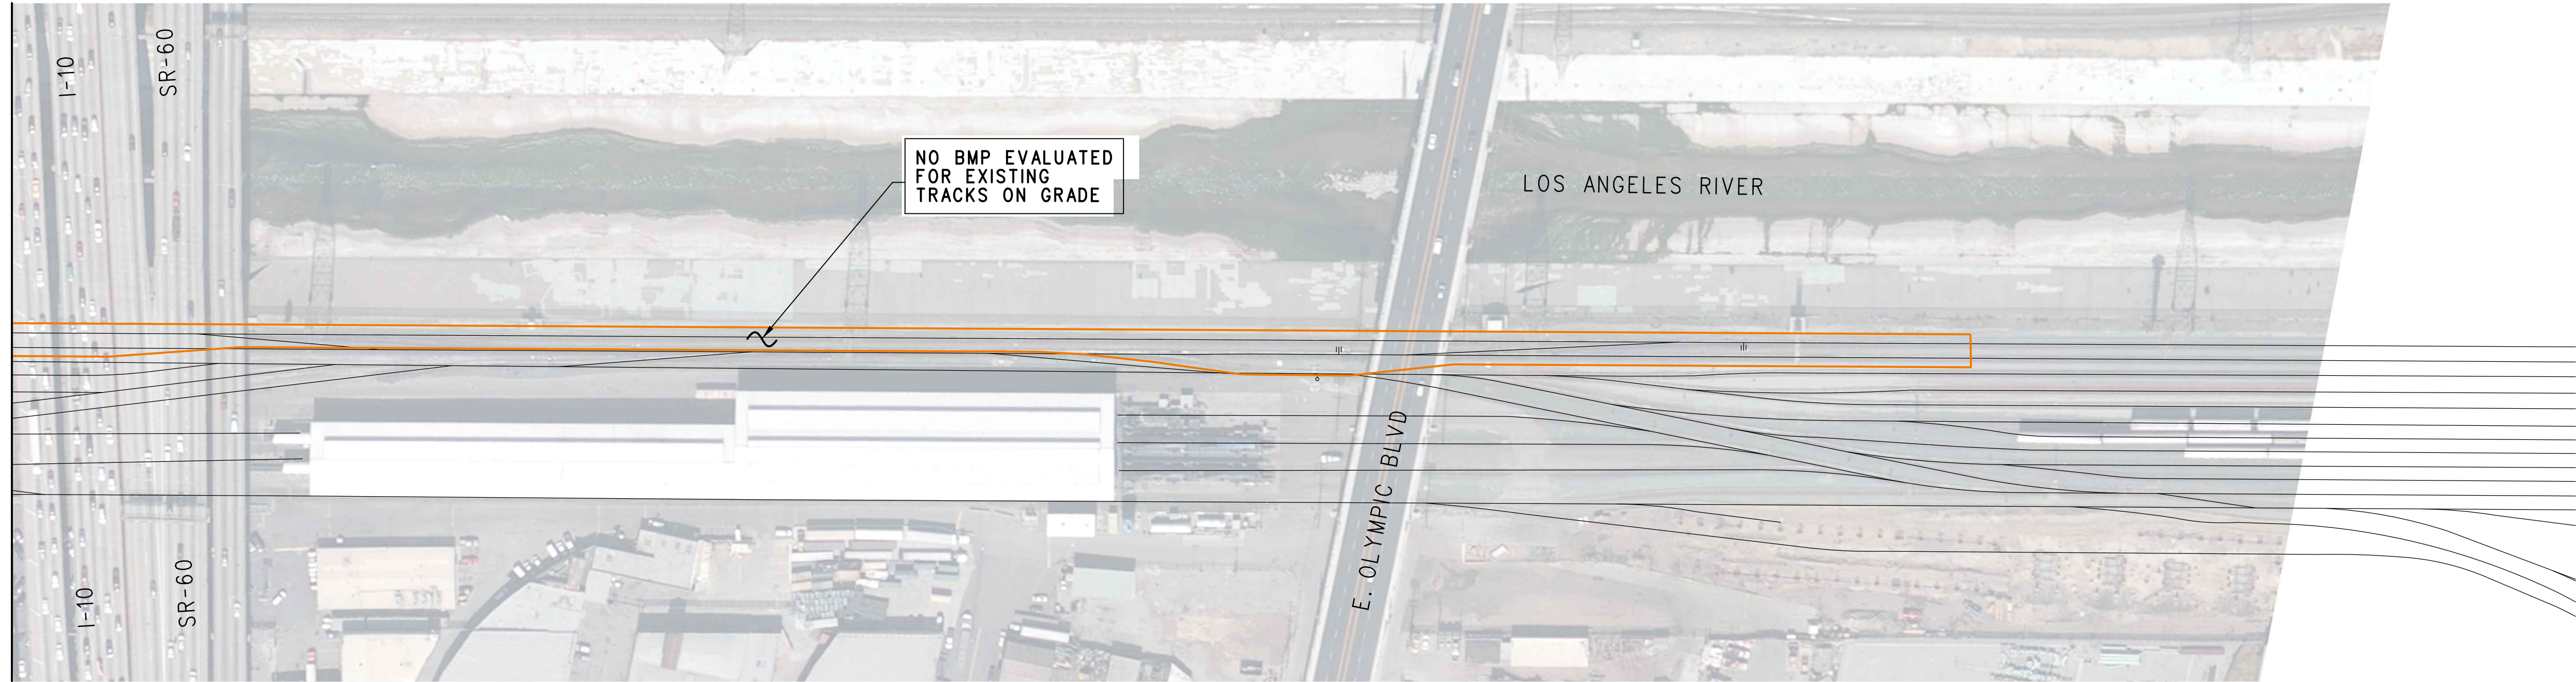 I-10
SR-60
NO BMP EVALUATED
FOR EXISTING
TRACKS ON GRADE
LOS ANGELES RIVER
E. OLYMPIC BLVD
I-10
SR-60